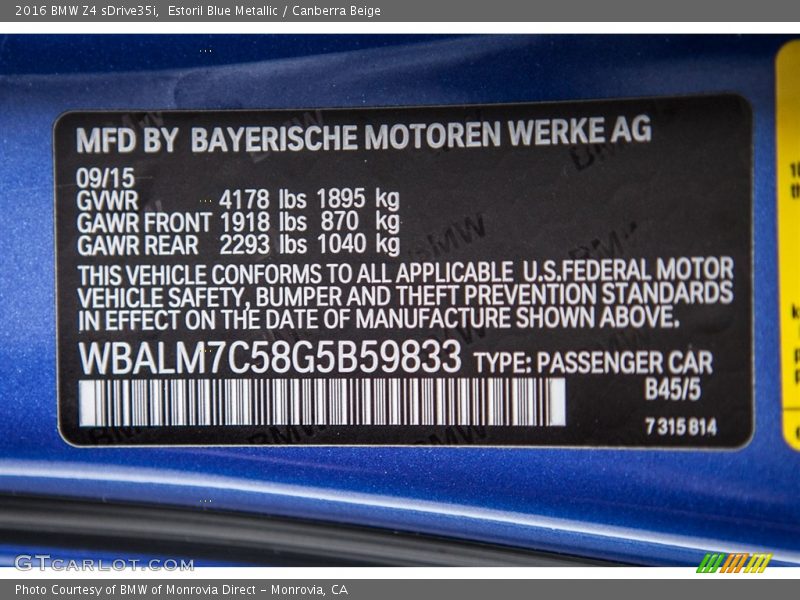 2016 BMW Z4 sDrive35i, Estoril Blue Metallic / Canberra Beige
MFD BY BAYERISCHE MOTOREN WERKE AG
09/15
GVWR 4178 lbs 1895 kg
GAWR FRONT 1918 lbs 870 kg
GAWR REAR 2293 lbs 1040 kg
THIS VEHICLE CONFORMS TO ALL APPLICABLE U.S.FEDERAL MOTOR
VEHICLE SAFETY, BUMPER AND THEFT PREVENTION STANDARDS
IN EFFECT ON THE DATE OF MANUFACTURE SHOWN ABOVE.
WBALM7C58G5B59833 TYPE: PASSENGER CAR
B45/5
7 315 814
GTCARLOT.COM
Photo Courtesy of BMW of Monrovia Direct - Monrovia, CA